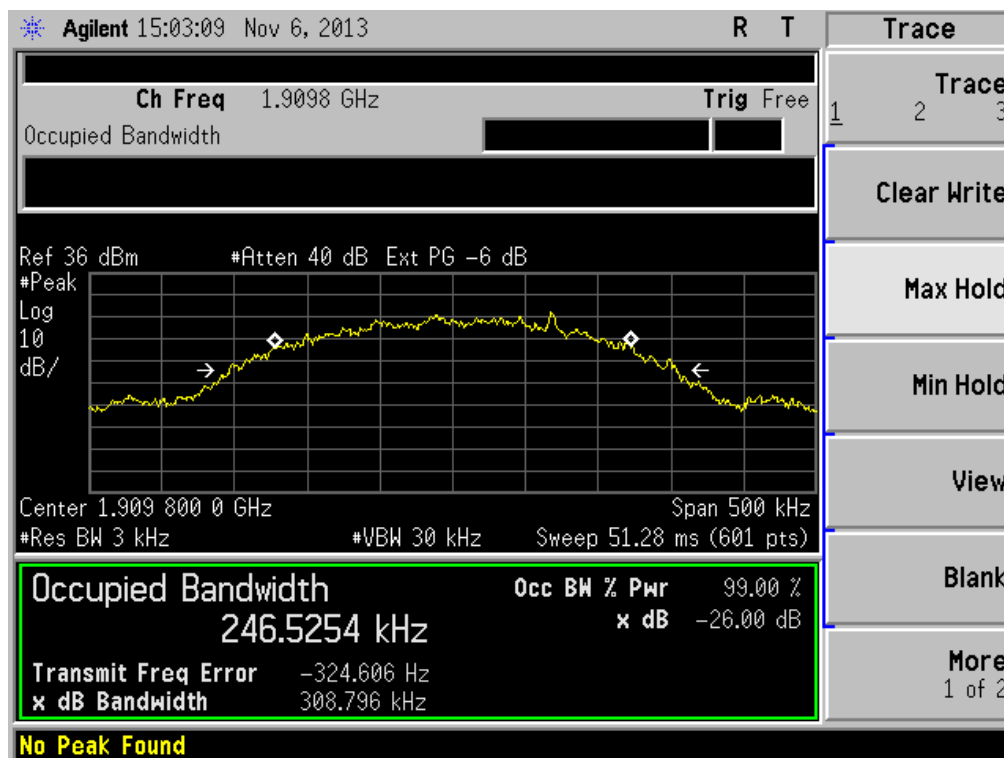 Agilent 15:03:09 Nov 6, 2013 R T
Ch Freq 1.9098 GHz Trig Free
Occupied Bandwidth
Ref 36 dBm #Atten 40 dB Ext PG -6 dB
#Peak
Log
10
dB/
Center 1.909 800 0 GHz Span 500 kHz
#Res BW 3 kHz #VBW 30 kHz Sweep 51.28 ms (601 pts)
Occupied Bandwidth
246.5254 kHz
Occ BW % Pwr 99.00 %
x dB -26.00 dB
Transmit Freq Error -324.606 Hz
x dB Bandwidth 308.796 kHz
No Peak Found
Trace
Trace
1 2 3
Clear Write
Max Hold
Min Hold
View
Blank
More
1 of 2